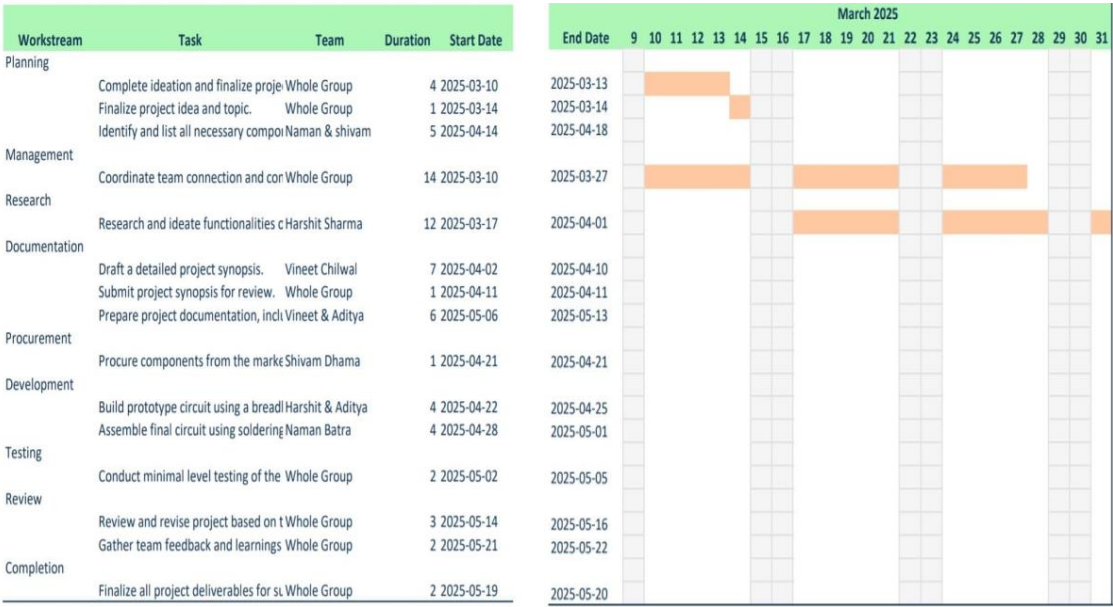 March 2025
Workstream Task Team Duration Start Date End Date 9 10 11 12 13 14 15 16 17 18 19 20 21 22 23 24 25 26 27 28 29 30 31
Planning
Complete ideation and finalize proje Whole Group 4 2025-03-10 2025-03-13
Finalize project idea and topic. Whole Group 1 2025-03-14 2025-03-14
Identify and list all necessary compo Naman & shivam 5 2025-04-14 2025-04-18
Management
Coordinate team connection and cor Whole Group 14 2025-03-10 2025-03-27
Research
Research and ideate functionalities c Harshit Sharma 12 2025-03-17 2025-04-01
Documentation
Draft a detailed project synopsis. Vineet Chilwal 7 2025-04-02 2025-04-10
Submit project synopsis for review. Whole Group 1 2025-04-11 2025-04-11
Prepare project documentation, incl Vineet & Aditya 6 2025-05-06 2025-05-13
Procurement
Procure components from the marke Shivam Dhama 1 2025-04-21 2025-04-21
Development
Build prototype circuit using a bread Harshit & Aditya 4 2025-04-22 2025-04-25
Assemble final circuit using soldering Naman Batra 4 2025-04-28 2025-05-01
Testing
Conduct minimal level testing of the Whole Group 2 2025-05-02 2025-05-05
Review
Review and revise project based on t Whole Group 3 2025-05-14 2025-05-16
Gather team feedback and learnings Whole Group 2 2025-05-21 2025-05-22
Completion
Finalize all project deliverables for su Whole Group 2 2025-05-19 2025-05-20